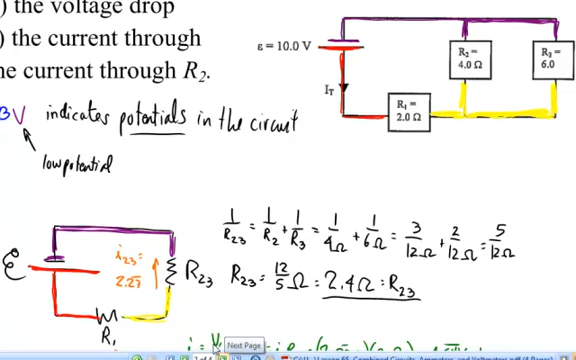 ) the voltage drop
) the current through
he current through R₂.
ε = 10.0 V
R₂ =
4.0 Ω
R₃ =
6.0
I_T
R₁ =
2.0 Ω
V indicates potentials in the circuit
low potential
ℰ
i₂₃ =
2.27
R₂₃
R₁
1/R₂₃ = 1/R₂ + 1/R₃ = 1/4Ω + 1/6Ω = 3/12Ω + 2/12Ω = 5/12Ω
R₂₃ = 12/5 Ω = 2.4Ω = R₂₃
Next Page